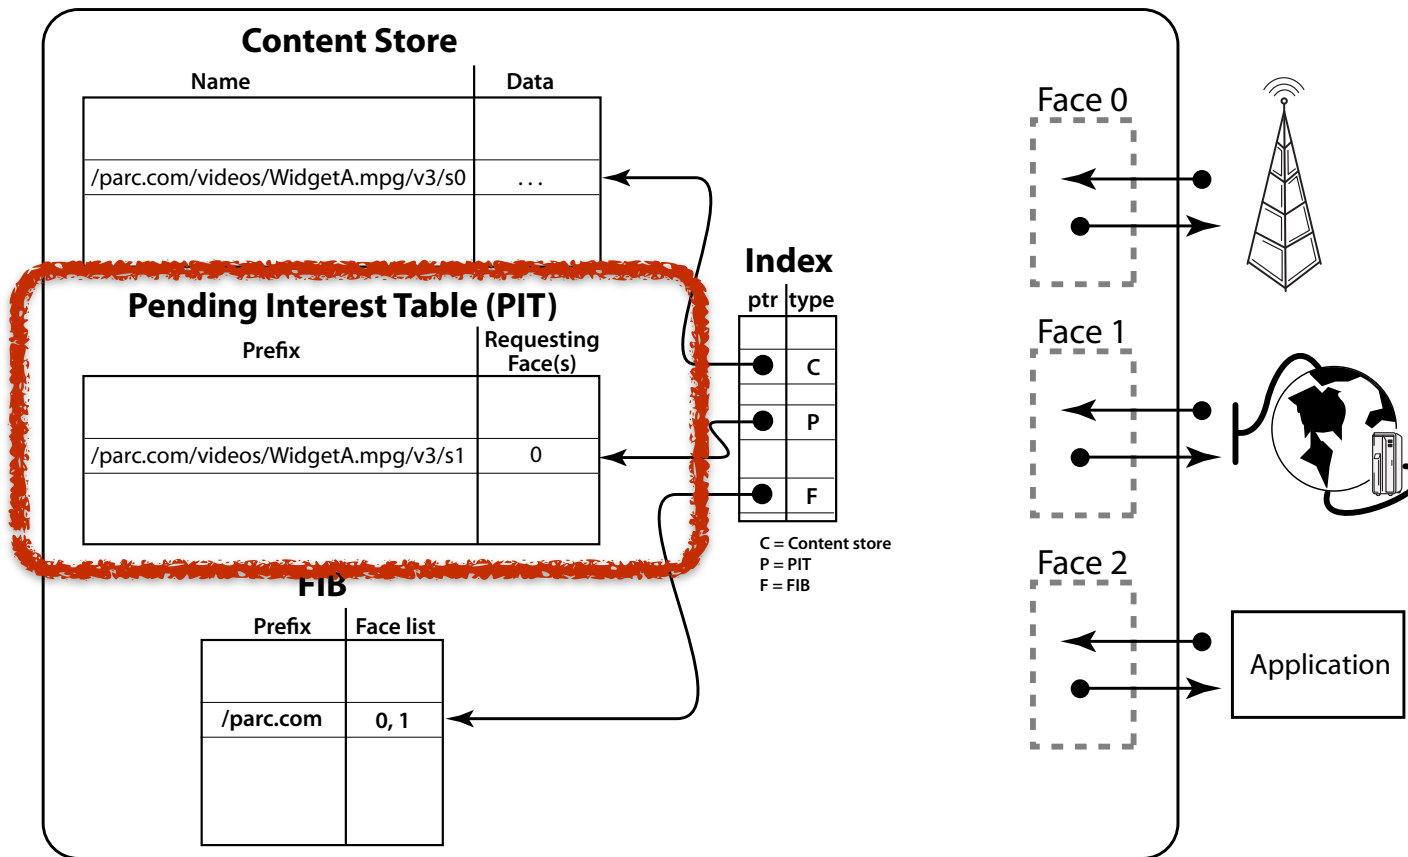 Content Store
Name Data
/parc.com/videos/WidgetA.mpg/v3/s0 ...
Pending Interest Table (PIT)
Prefix Requesting Face(s)
/parc.com/videos/WidgetA.mpg/v3/s1 0
FIB
Prefix Face list
/parc.com 0, 1
Index
ptr type
C
P
F
C = Content store
P = PIT
F = FIB
Face 0
Face 1
Face 2
Application